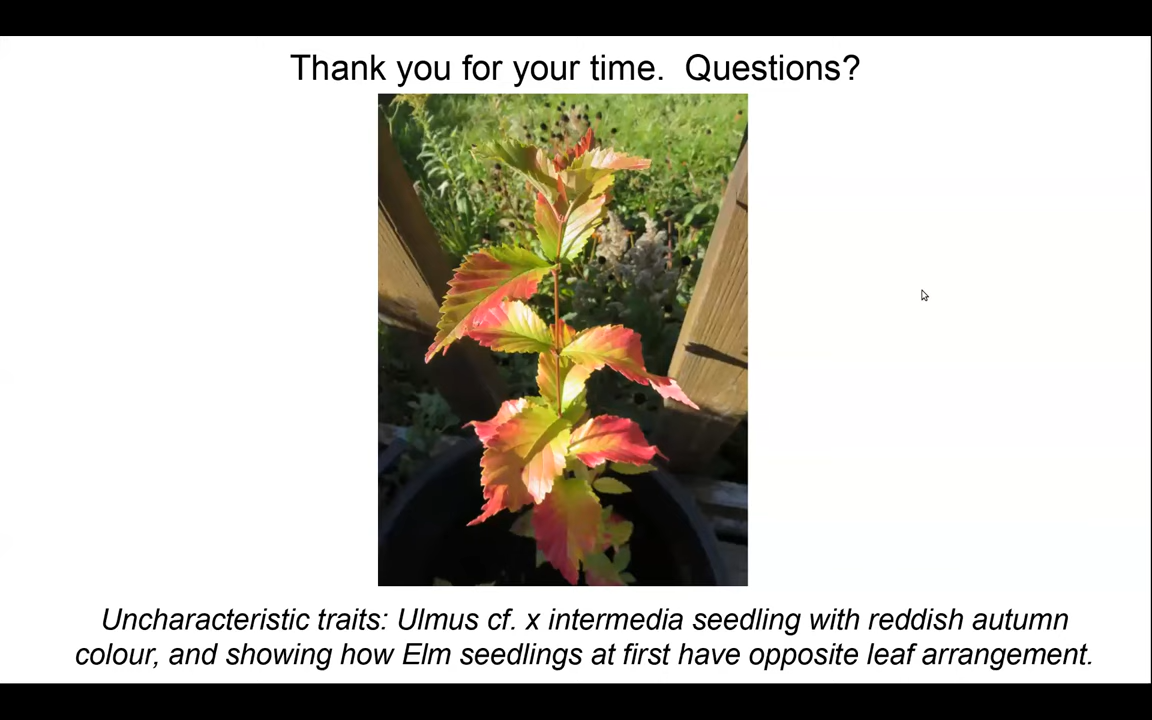 Thank you for your time.  Questions?
Uncharacteristic traits: Ulmus cf. x intermedia seedling with reddish autumn
colour, and showing how Elm seedlings at first have opposite leaf arrangement.